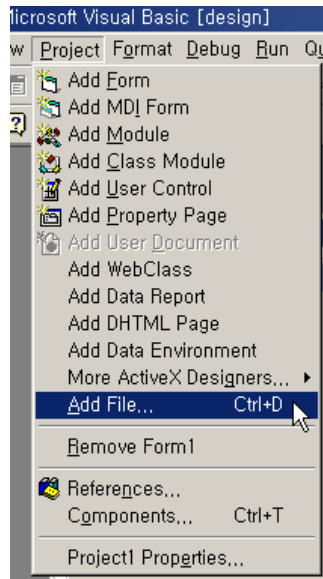 Microsoft Visual Basic [design]
w Project Format Debug Run Qu
Add Form
Add MDI Form
Add Module
Add Class Module
Add User Control
Add Property Page
Add User Document
Add WebClass
Add Data Report
Add DHTML Page
Add Data Environment
More ActiveX Designers...
Add File... Ctrl+D
Remove Form1
References...
Components... Ctrl+T
Project1 Properties...